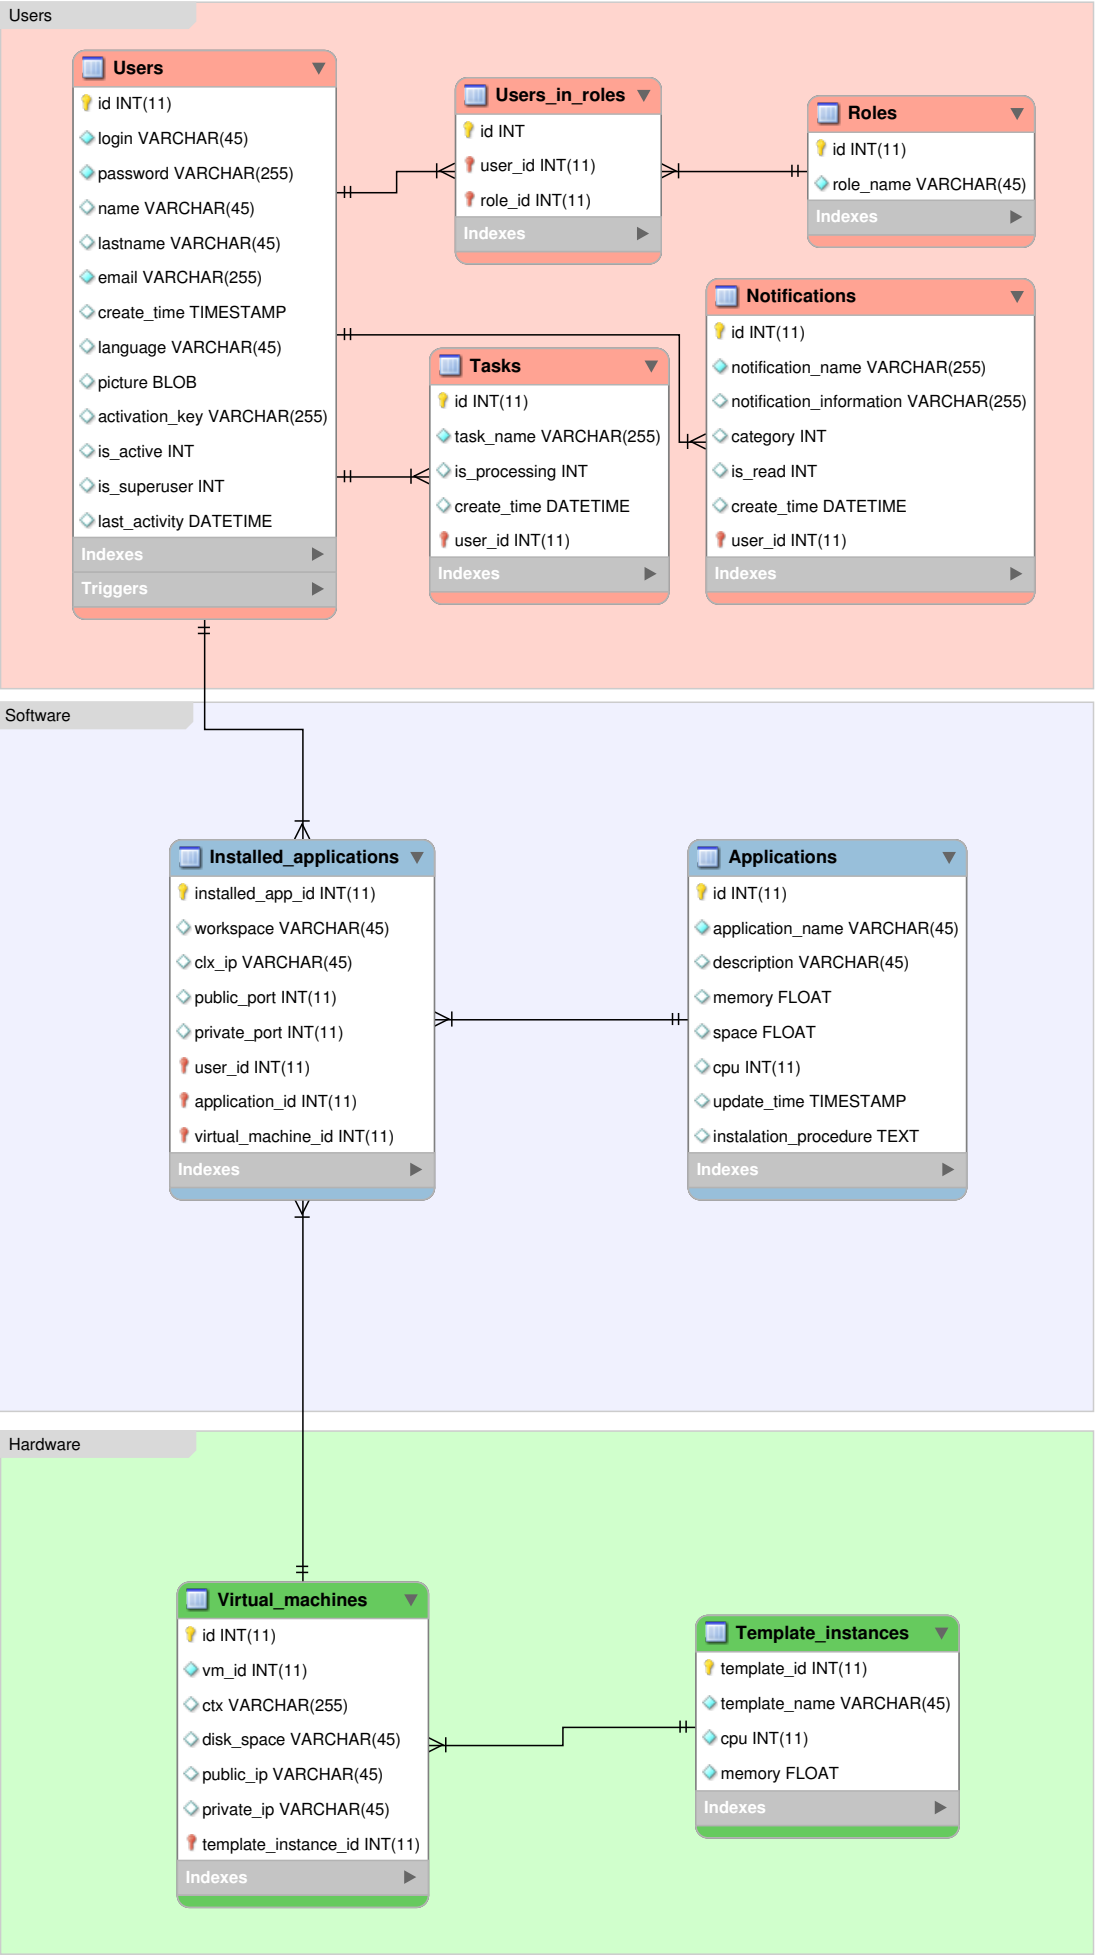 Users
Users
id INT(11)
login VARCHAR(45)
password VARCHAR(255)
name VARCHAR(45)
lastname VARCHAR(45)
email VARCHAR(255)
create_time TIMESTAMP
language VARCHAR(45)
picture BLOB
activation_key VARCHAR(255)
is_active INT
is_superuser INT
last_activity DATETIME
Indexes
Triggers
Users_in_roles
id INT
user_id INT(11)
role_id INT(11)
Indexes
Roles
id INT(11)
role_name VARCHAR(45)
Indexes
Tasks
id INT(11)
task_name VARCHAR(255)
is_processing INT
create_time DATETIME
user_id INT(11)
Indexes
Notifications
id INT(11)
notification_name VARCHAR(255)
notification_information VARCHAR(255)
category INT
is_read INT
create_time DATETIME
user_id INT(11)
Indexes
Software
Installed_applications
installed_app_id INT(11)
workspace VARCHAR(45)
clx_ip VARCHAR(45)
public_port INT(11)
private_port INT(11)
user_id INT(11)
application_id INT(11)
virtual_machine_id INT(11)
Indexes
Applications
id INT(11)
application_name VARCHAR(45)
description VARCHAR(45)
memory FLOAT
space FLOAT
cpu INT(11)
update_time TIMESTAMP
instalation_procedure TEXT
Indexes
Hardware
Virtual_machines
id INT(11)
vm_id INT(11)
ctx VARCHAR(255)
disk_space VARCHAR(45)
public_ip VARCHAR(45)
private_ip VARCHAR(45)
template_instance_id INT(11)
Indexes
Template_instances
template_id INT(11)
template_name VARCHAR(45)
cpu INT(11)
memory FLOAT
Indexes